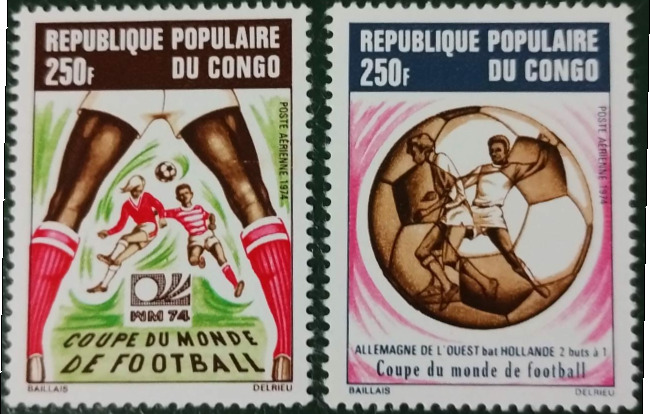 REPUBLIQUE POPULAIRE
250F DU CONGO
POSTE AÉRIENNE 1974
WM 74
COUPE DU MONDE
DE FOOTBALL
BAILLAIS DELRIEU
REPUBLIQUE POPULAIRE
250F DU CONGO
POSTE AÉRIENNE 1974
ALLEMAGNE DE L'OUEST bat HOLLANDE 2 buts à 1
Coupe du monde de football
BAILLAIS DELRIEU